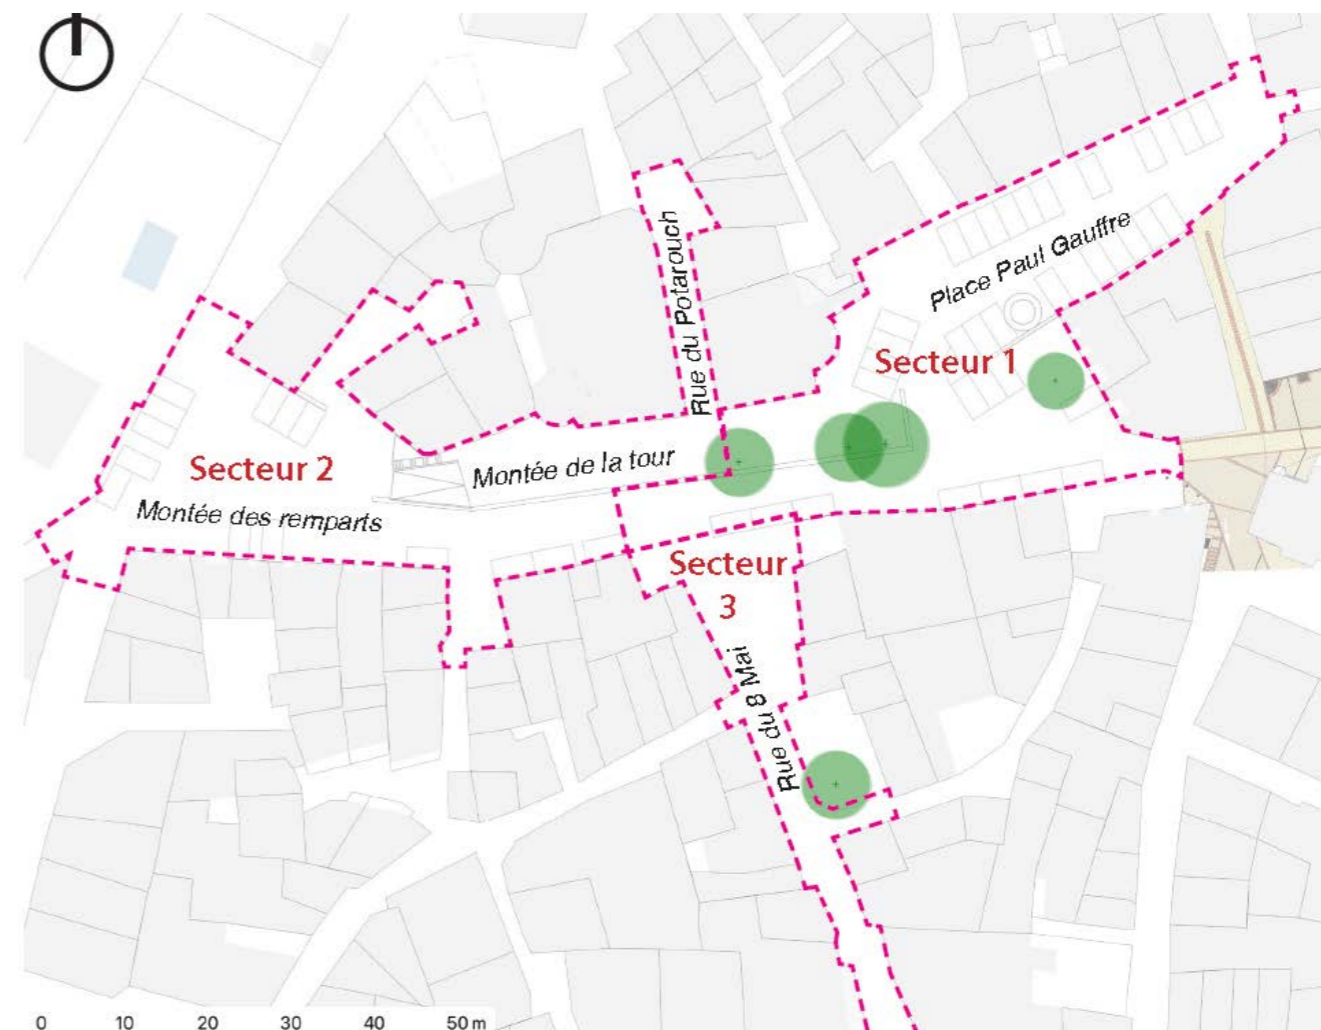 Rue du Potarouch
Place Paul Gauffre
Secteur 1
Secteur 2
Montée de la tour
Montée des remparts
Secteur
3
Rue du 8 Mai
0 10 20 30 40 50 m